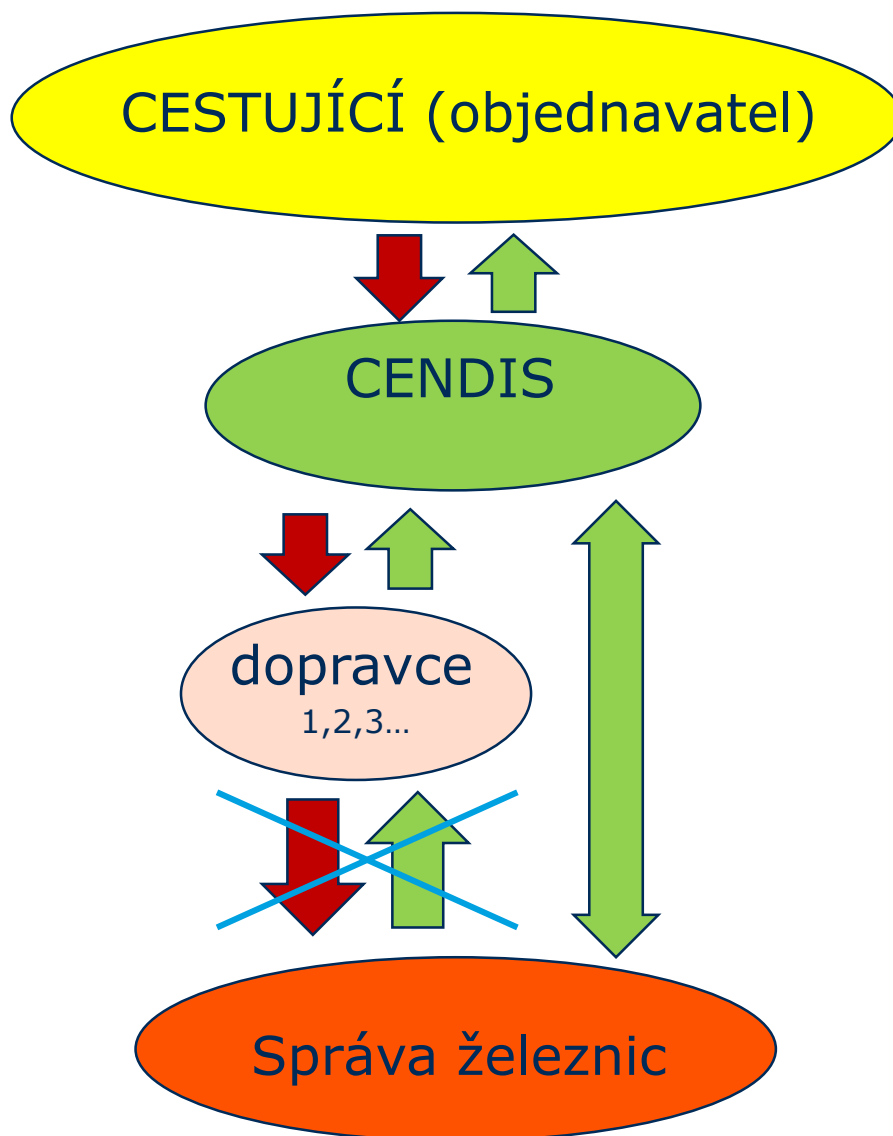 CESTUJÍCÍ (objednavatel)
CENDIS
dopravce
1,2,3...
Správa železnic